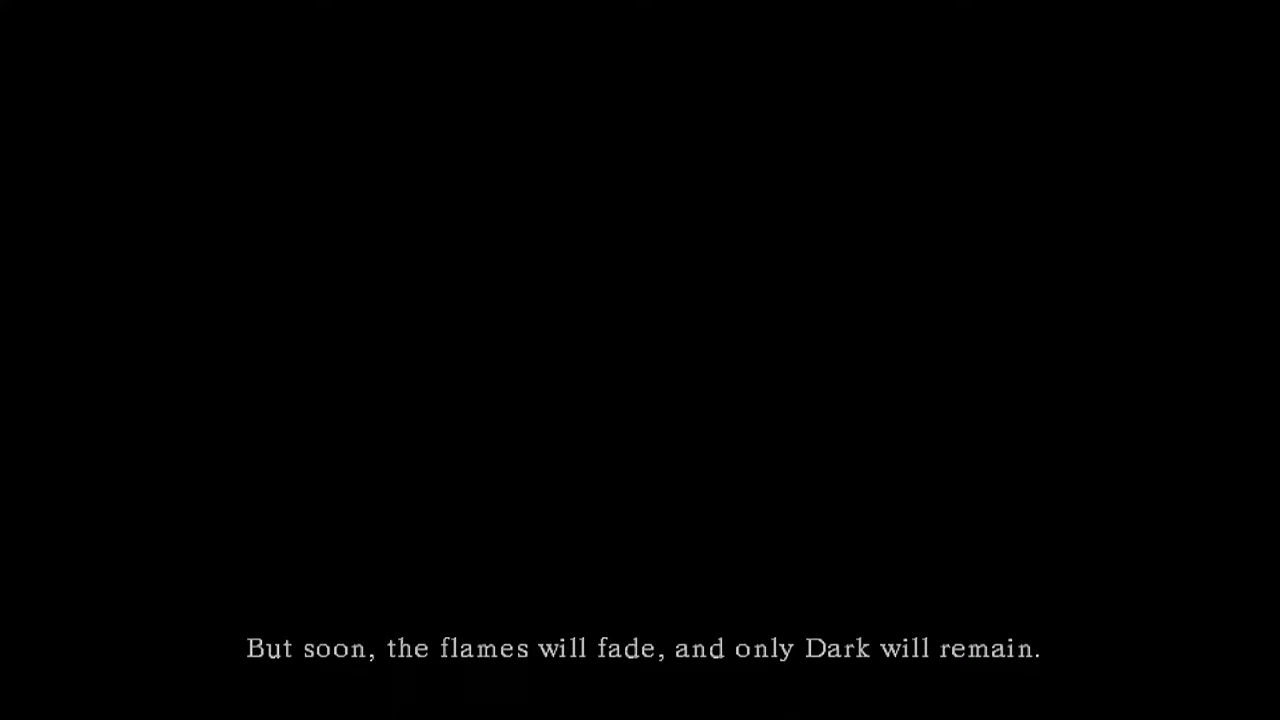 But soon, the flames will fade, and only Dark will remain.